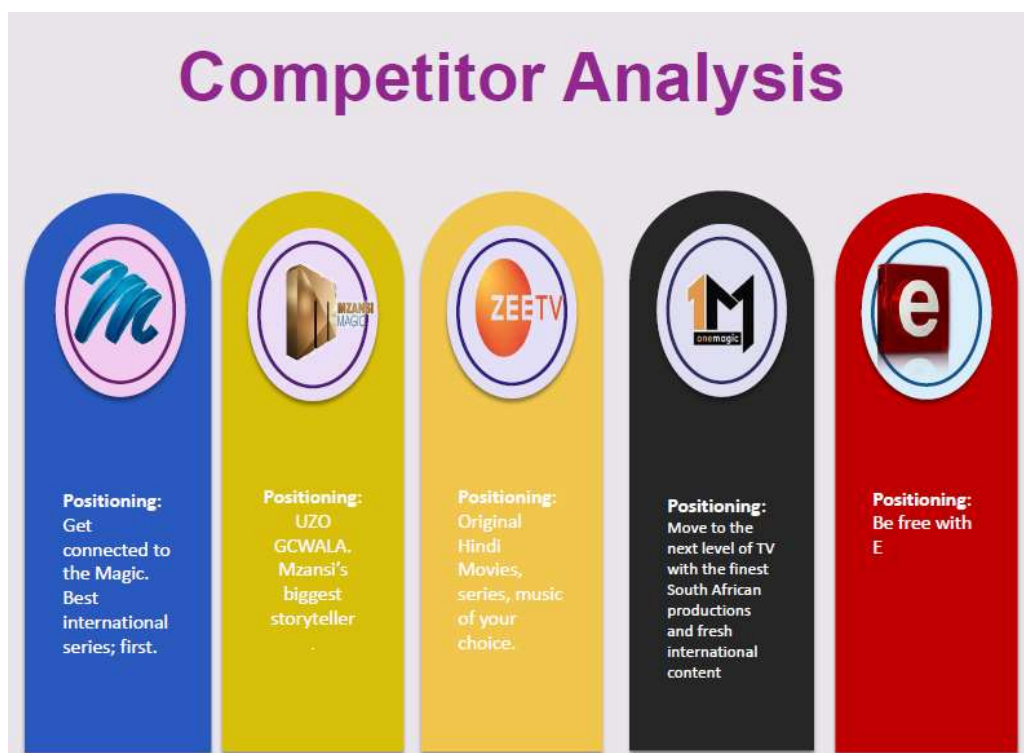 Competitor Analysis
m
MZANSI
MAGIC
ZEETV
1M
onemagic
e
Positioning:
Get
connected to
the Magic.
Best
international
series; first.
Positioning:
UZO
GCWALA.
Mzansi's
biggest
storyteller
.
Positioning:
Original
Hindi
Movies,
series, music
of your
choice.
Positioning:
Move to the
next level of TV
with the finest
South African
productions
and fresh
international
content
Positioning:
Be free with
E